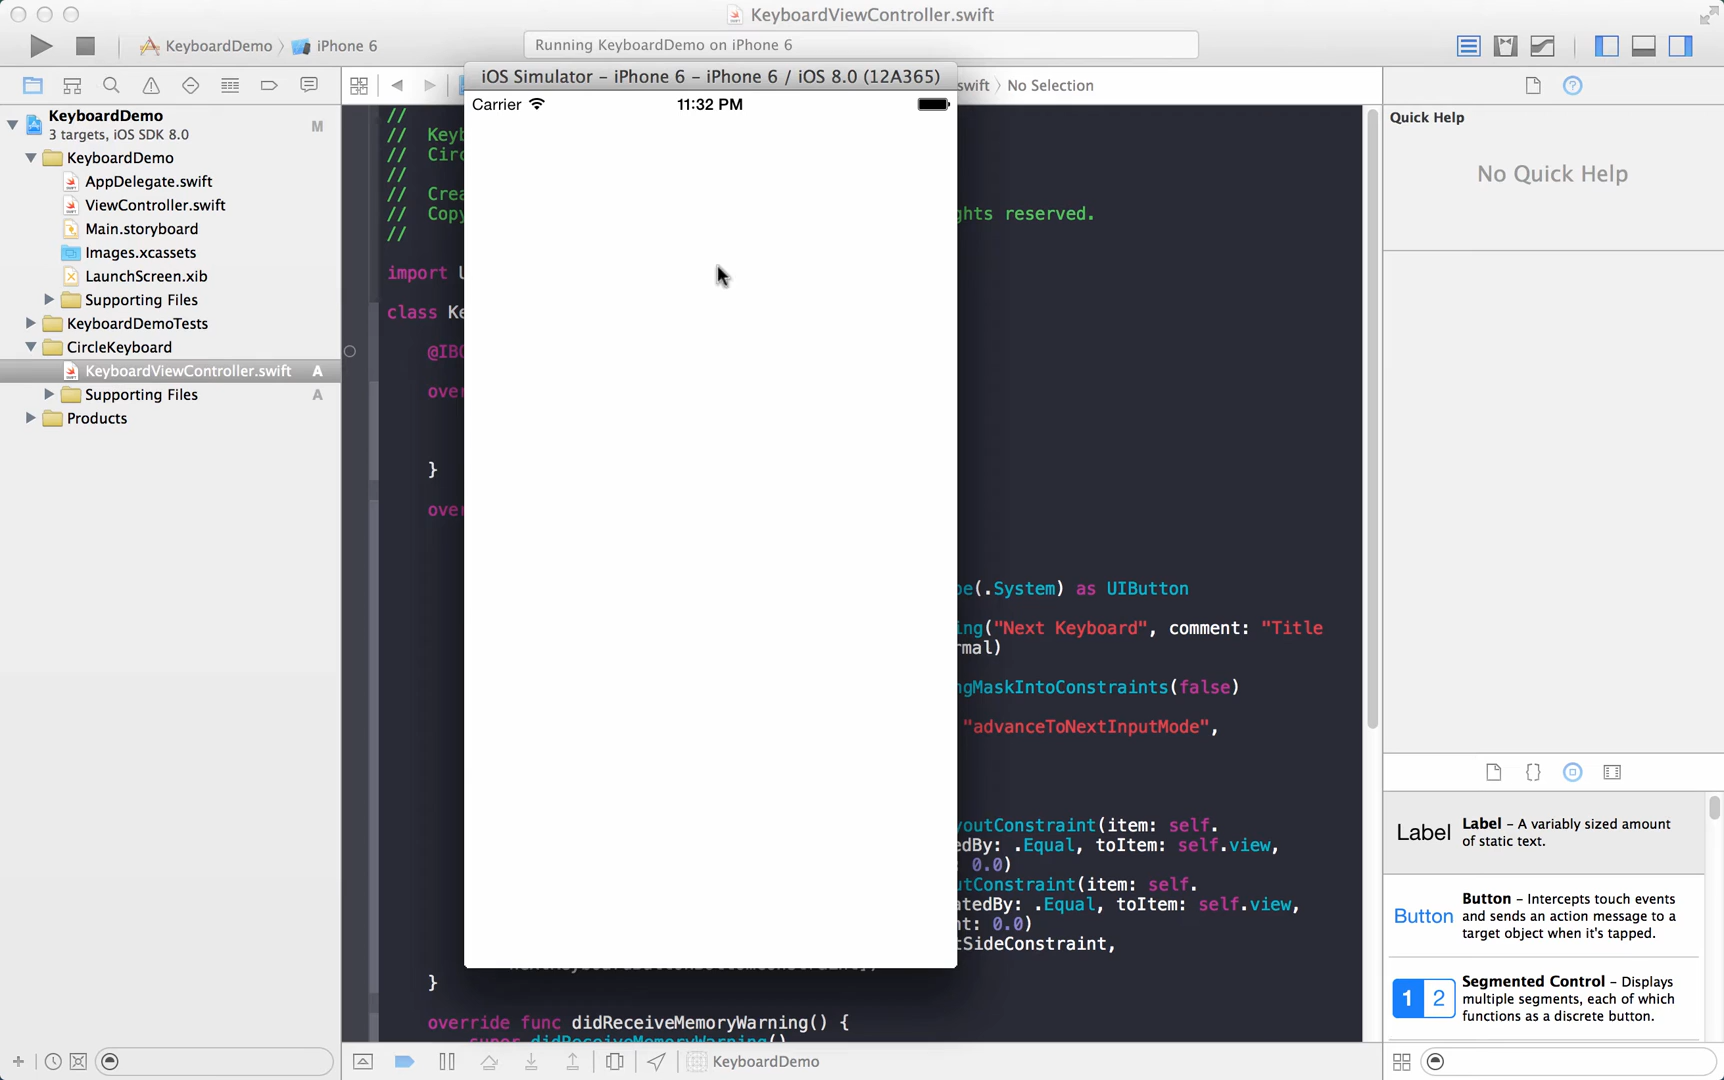 KeyboardViewController.swift
KeyboardDemo
iPhone 6
Running KeyboardDemo on iPhone 6
iOS Simulator – iPhone 6 – iPhone 6 / iOS 8.0 (12A365)
swift
No Selection
Carrier
11:32 PM
KeyboardDemo
3 targets, iOS SDK 8.0
M
KeyboardDemo
AppDelegate.swift
ViewController.swift
Main.storyboard
Images.xcassets
LaunchScreen.xib
Supporting Files
KeyboardDemoTests
CircleKeyboard
KeyboardViewController.swift A
Supporting Files A
Products
//
// Keyb
// Circ
//
// Crea
// Copy
ghts reserved.
//
import U
class Ke
@IBO
over
}
over
pe(.System) as UIButton
ing("Next Keyboard", comment: "Title
rmal)
ngMaskIntoConstraints(false)
"advanceToNextInputMode",
youtConstraint(item: self.
edBy: .Equal, toItem: self.view,
: 0.0)
utConstraint(item: self.
atedBy: .Equal, toItem: self.view,
nt: 0.0)
tSideConstraint,
}
override func didReceiveMemoryWarning() {
super.didReceiveMemoryWarning()
KeyboardDemo
Quick Help
No Quick Help
{}
Label
Label – A variably sized amount
of static text.
Button
Button – Intercepts touch events
and sends an action message to a
target object when it's tapped.
1 2
Segmented Control – Displays
multiple segments, each of which
functions as a discrete button.